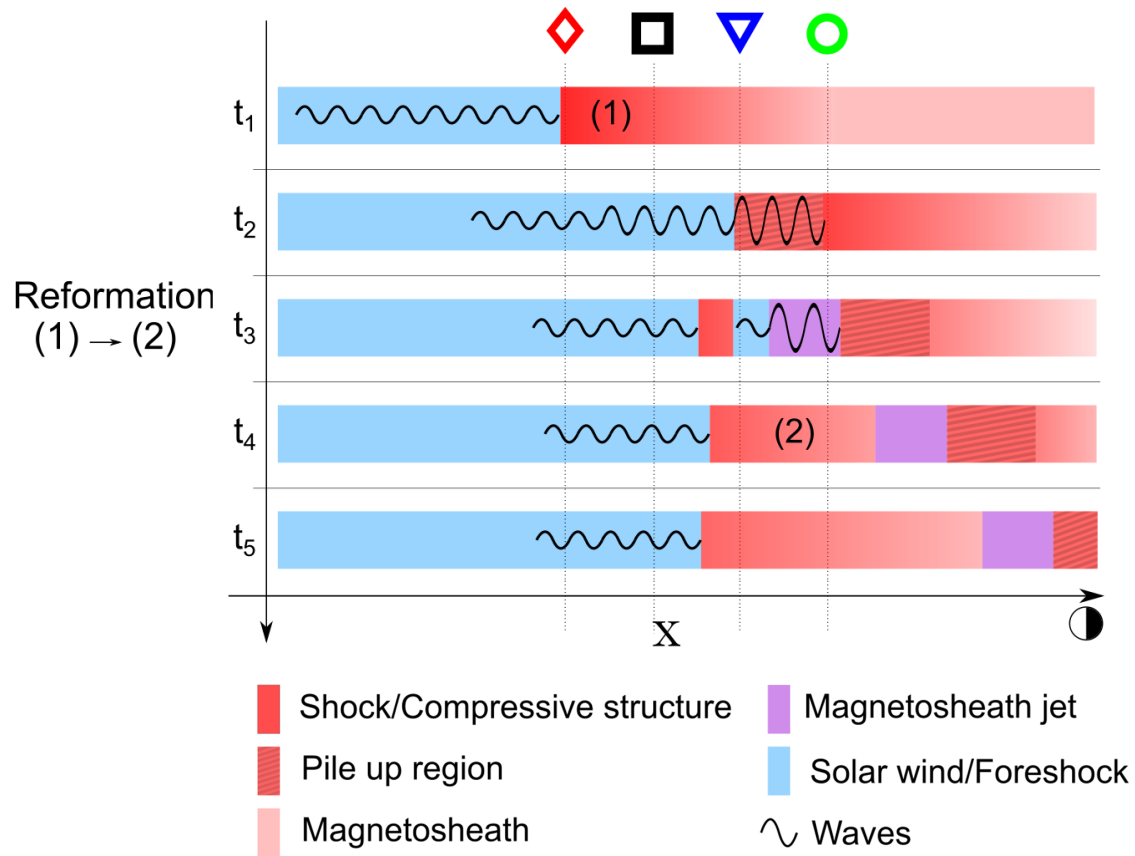 t₁
(1)
t₂
Reformation
(1) → (2)
t₃
t₄
(2)
t₅
X
Shock/Compressive structure
Magnetosheath jet
Pile up region
Solar wind/Foreshock
Magnetosheath
Waves